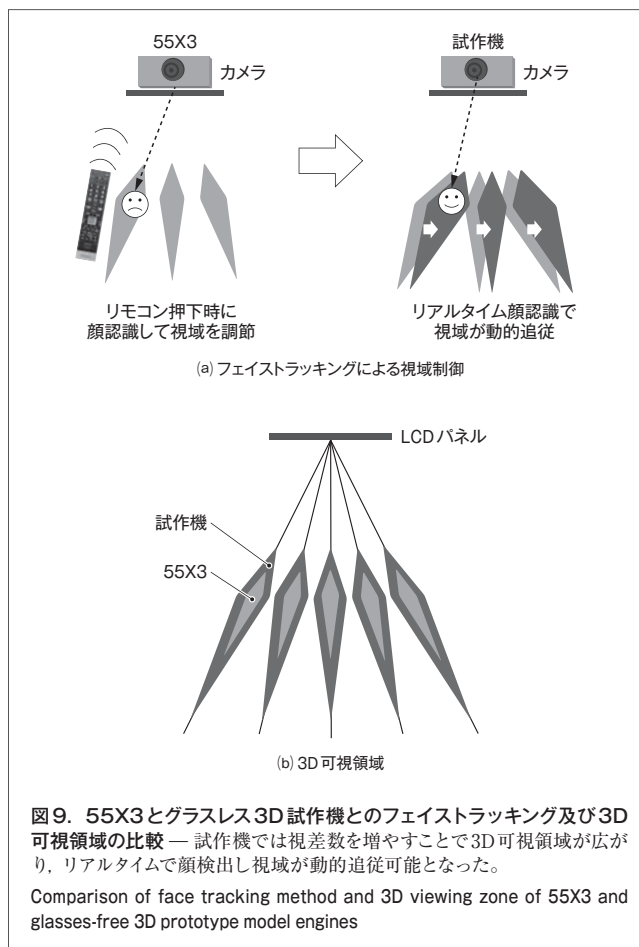 55X3
カメラ
試作機
カメラ
リモコン押下時に
顔認識して視域を調節
リアルタイム顔認識で
視域が動的追従
(a) フェイストラッキングによる視域制御
LCDパネル
試作機
55X3
(b) 3D可視領域
図9. 55X3とグラスレス3D試作機とのフェイストラッキング及び3D
可視領域の比較 — 試作機では視差数を増やすことで3D可視領域が広が
り，リアルタイムで顔検出し視域が動的追従可能となった。
Comparison of face tracking method and 3D viewing zone of 55X3 and
glasses-free 3D prototype model engines